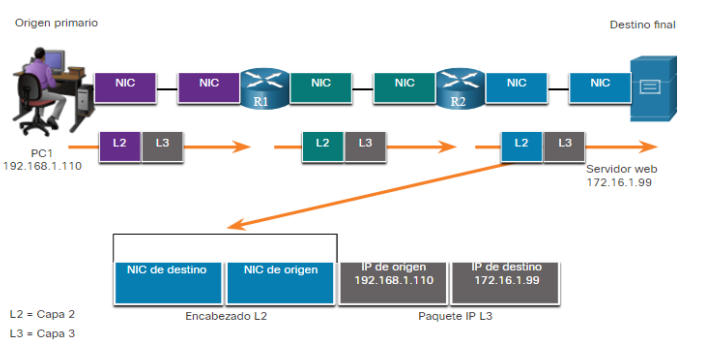 Origen primario
Destino final
NIC
NIC
NIC
NIC
NIC
NIC
R1
R2
L2
L3
L2
L3
L2
L3
PC1
192.168.1.110
Servidor web
172.16.1.99
NIC de destino
NIC de origen
IP de origen
192.168.1.110
IP de destino
172.16.1.99
L2 = Capa 2
Encabezado L2
Paquete IP L3
L3 = Capa 3